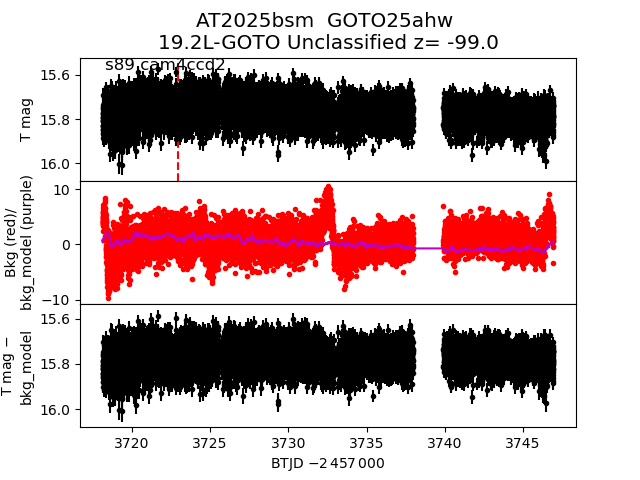 AT2025bsm  GOTO25ahw
19.2L-GOTO Unclassified z= -99.0
s89 cam4ccd2
15.6
15.8
16.0
T mag
10
0
−10
Bkg (red)/
bkg_model (purple)
15.6
15.8
16.0
T mag −
bkg_model
3720 3725 3730 3735 3740 3745
BTJD −2 457 000